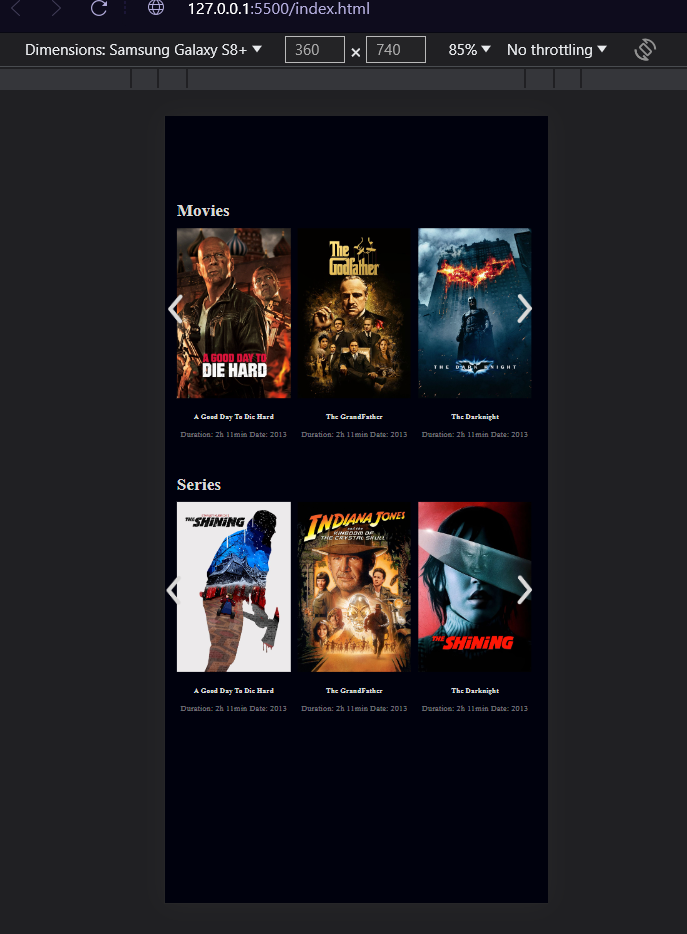 127.0.0.1:5500/index.html
Dimensions: Samsung Galaxy S8+ 360 × 740 85% No throttling
Movies
The
Godfather
A GOOD DAY TO
DIE HARD
THE DARK KNIGHT
A Good Day To Die Hard The GrandFather The Darknight
Duration: 2h 11min Date: 2013 Duration: 2h 11min Date: 2013 Duration: 2h 11min Date: 2013
Series
THE SHINING
INDIANA JONES
KINGDOM OF
THE CRYSTAL SKULL
THE SHINING
A Good Day To Die Hard The GrandFather The Darknight
Duration: 2h 11min Date: 2013 Duration: 2h 11min Date: 2013 Duration: 2h 11min Date: 2013